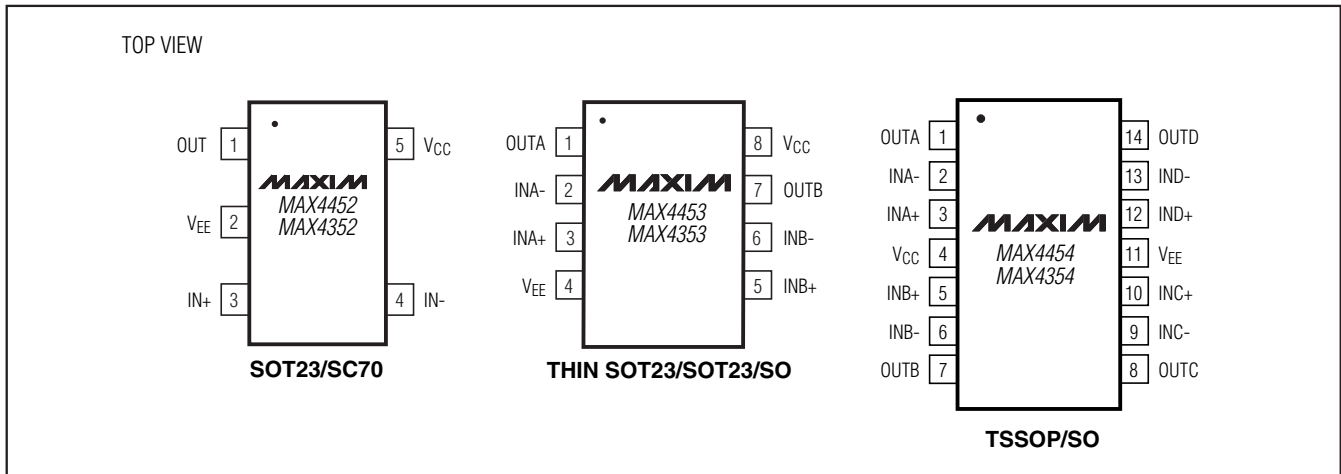 TOP VIEW
OUT 1
VEE 2
IN+ 3
5 VCC
4 IN-
MAXIM
MAX4452
MAX4352
SOT23/SC70
OUTA 1
INA- 2
INA+ 3
VEE 4
8 VCC
7 OUTB
6 INB-
5 INB+
MAXIM
MAX4453
MAX4353
THIN SOT23/SOT23/SO
OUTA 1
INA- 2
INA+ 3
VCC 4
INB+ 5
INB- 6
OUTB 7
14 OUTD
13 IND-
12 IND+
11 VEE
10 INC+
9 INC-
8 OUTC
MAXIM
MAX4454
MAX4354
TSSOP/SO